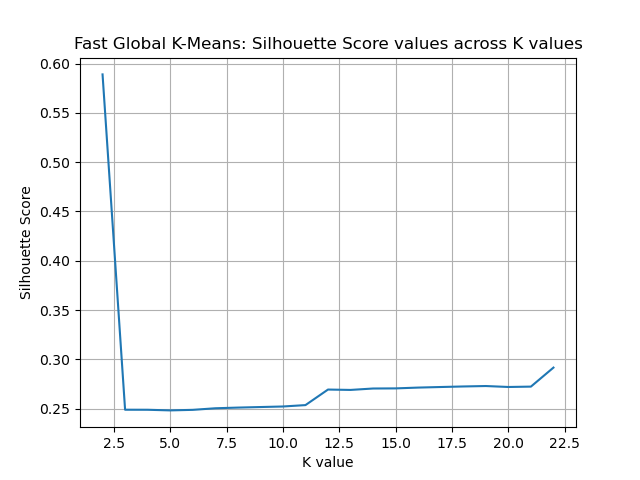 Fast Global K-Means: Silhouette Score values across K values
0.60
0.55
0.50
0.45
0.40
0.35
0.30
0.25
Silhouette Score
2.5 5.0 7.5 10.0 12.5 15.0 17.5 20.0 22.5
K value